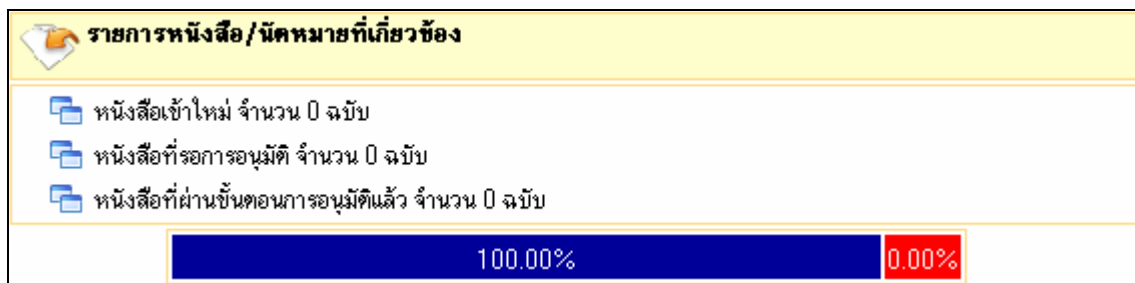 รายการหนังสือ/นัดหมายที่เกี่ยวข้อง
หนังสือเข้าใหม่ จำนวน 0 ฉบับ
หนังสือที่รอการอนุมัติ จำนวน 0 ฉบับ
หนังสือที่ผ่านขั้นตอนการอนุมัติแล้ว จำนวน 0 ฉบับ
100.00% 0.00%